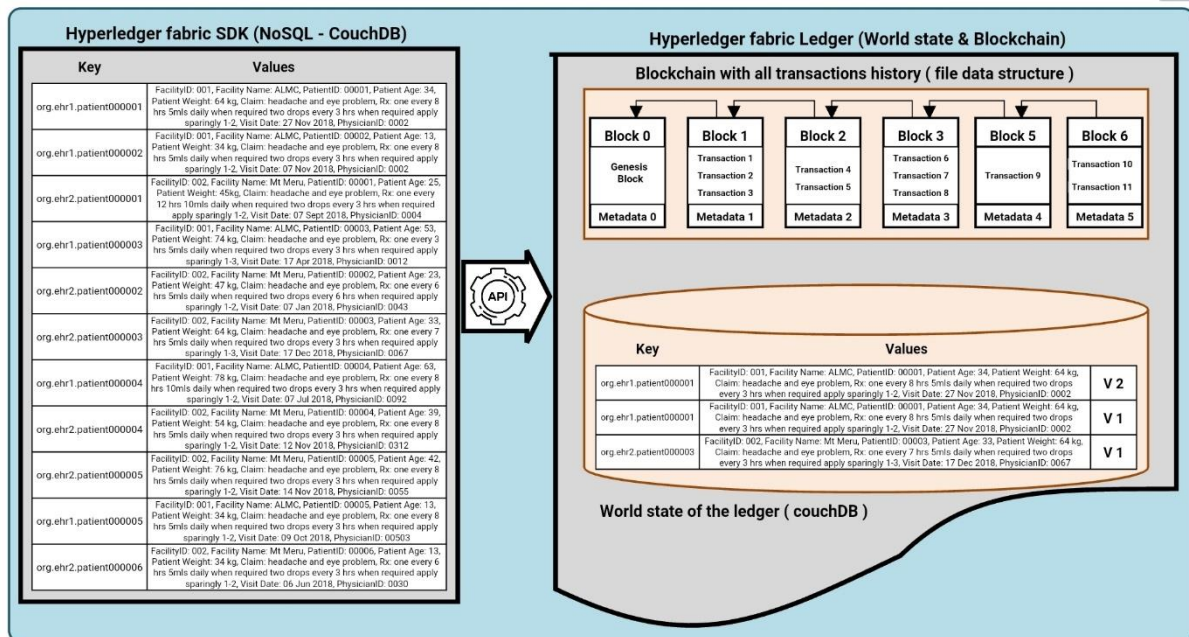 Hyperledger fabric SDK (NoSQL - CouchDB)
Key
Values
org.ehr1.patient000001
FacilityID: 001, Facility Name: ALMC, PatientID: 00001, Patient Age: 34,
Patient Weight: 64 kg, Claim: headache and eye problem, Rx: one every 8
hrs 5mls daily when required two drops every 3 hrs when required apply
sparingly 1-2, Visit Date: 27 Nov 2018, PhysicianID: 0002
org.ehr1.patient000002
FacilityID: 001, Facility Name: ALMC, PatientID: 00002, Patient Age: 13,
Patient Weight: 34 kg, Claim: headache and eye problem, Rx: one every 8
hrs 5mls daily when required two drops every 3 hrs when required apply
sparingly 1-2, Visit Date: 07 Nov 2018, PhysicianID: 0002
org.ehr2.patient000001
FacilityID: 002, Facility Name: Mt Meru, PatientID: 00001, Patient Age: 25,
Patient Weight: 45kg, Claim: headache and eye problem, Rx: one every
12 hrs 10mls daily when required two drops every 3 hrs when required
apply sparingly 1-2, Visit Date: 07 Sept 2018, PhysicianID: 0004
org.ehr1.patient000003
FacilityID: 001, Facility Name: ALMC, PatientID: 00003, Patient Age: 53,
Patient Weight: 74 kg, Claim: headache and eye problem, Rx: one every 3
hrs 5mls daily when required two drops every 3 hrs when required apply
sparingly 1-3, Visit Date: 17 Apr 2018, PhysicianID: 0012
org.ehr2.patient000002
FacilityID: 002, Facility Name: Mt Meru, PatientID: 00002, Patient Age: 23,
Patient Weight: 47 kg, Claim: headache and eye problem, Rx: one every 6
hrs 5mls daily when required two drops every 6 hrs when required apply
sparingly 1-2, Visit Date: 07 Jan 2018, PhysicianID: 0043
org.ehr2.patient000003
FacilityID: 002, Facility Name: Mt Meru, PatientID: 00003, Patient Age: 33,
Patient Weight: 64 kg, Claim: headache and eye problem, Rx: one every 7
hrs 5mls daily when required two drops every 3 hrs when required apply
sparingly 1-3, Visit Date: 17 Dec 2018, PhysicianID: 0067
org.ehr1.patient000004
FacilityID: 001, Facility Name: ALMC, PatientID: 00004, Patient Age: 63,
Patient Weight: 78 kg, Claim: headache and eye problem, Rx: one every 8
hrs 10mls daily when required two drops every 3 hrs when required apply
sparingly 1-2, Visit Date: 07 Jul 2018, PhysicianID: 0092
org.ehr2.patient000004
FacilityID: 002, Facility Name: Mt Meru, PatientID: 00004, Patient Age: 39,
Patient Weight: 54 kg, Claim: headache and eye problem, Rx: one every 8
hrs 5mls daily when required two drops every 3 hrs when required apply
sparingly 1-2, Visit Date: 12 Nov 2018, PhysicianID: 0312
org.ehr2.patient000005
FacilityID: 002, Facility Name: Mt Meru, PatientID: 00005, Patient Age: 42,
Patient Weight: 76 kg, Claim: headache and eye problem, Rx: one every 8
hrs 5mls daily when required two drops every 3 hrs when required apply
sparingly 1-2, Visit Date: 14 Nov 2018, PhysicianID: 0055
org.ehr1.patient000005
FacilityID: 001, Facility Name: ALMC, PatientID: 00005, Patient Age: 13,
Patient Weight: 34 kg, Claim: headache and eye problem, Rx: one every 8
hrs 5mls daily when required two drops every 3 hrs when required apply
sparingly 1-2, Visit Date: 09 Oct 2018, PhysicianID: 00503
org.ehr2.patient000006
FacilityID: 002, Facility Name: Mt Meru, PatientID: 00006, Patient Age: 13,
Patient Weight: 34 kg, Claim: headache and eye problem, Rx: one every 6
hrs 5mls daily when required two drops every 3 hrs when required apply
sparingly 1-2, Visit Date: 06 Jun 2018, PhysicianID: 0030
API
Hyperledger fabric Ledger (World state & Blockchain)
Blockchain with all transactions history ( file data structure )
Block 0
Genesis
Block
Metadata 0
Block 1
Transaction 1
Transaction 2
Transaction 3
Metadata 1
Block 2
Transaction 4
Transaction 5
Metadata 2
Block 3
Transaction 6
Transaction 7
Transaction 8
Metadata 3
Block 5
Transaction 9
Metadata 4
Block 6
Transaction 10
Transaction 11
Metadata 5
Key
Values
org.ehr1.patient000001
FacilityID: 001, Facility Name: ALMC, PatientID: 00001, Patient Age: 34, Patient Weight: 64 kg,
Claim: headache and eye problem, Rx: one every 8 hrs 5mls daily when required two drops
every 3 hrs when required apply sparingly 1-2, Visit Date: 27 Nov 2018, PhysicianID: 0002
V 2
org.ehr1.patient000001
FacilityID: 001, Facility Name: ALMC, PatientID: 00001, Patient Age: 34, Patient Weight: 64 kg,
Claim: headache and eye problem, Rx: one every 8 hrs 5mls daily when required two drops
every 3 hrs when required apply sparingly 1-2, Visit Date: 27 Nov 2018, PhysicianID: 0002
V 1
org.ehr2.patient000003
FacilityID: 002, Facility Name: Mt Meru, PatientID: 00003, Patient Age: 33, Patient Weight: 64 kg,
Claim: headache and eye problem, Rx: one every 7 hrs 5mls daily when required two drops
every 3 hrs when required apply sparingly 1-3, Visit Date: 17 Dec 2018, PhysicianID: 0067
V 1
World state of the ledger ( couchDB )